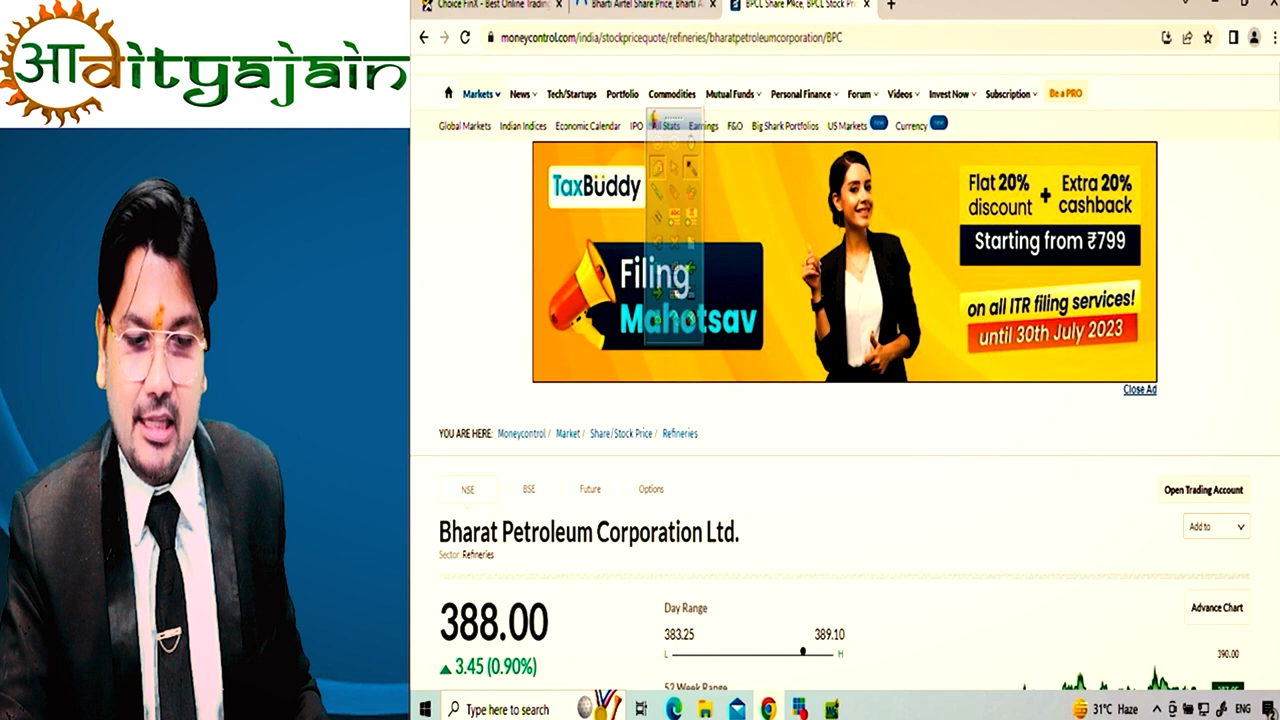 आdityajain
Choice FinX - Best Online Trading
Bharti Airtel Share Price, Bharti A
BPCL Share Price, BPCL Stock Pr
moneycontrol.com/india/stockpricequote/refineries/bharatpetroleumcorporation/BPC
Markets News Tech/Startups Portfolio Commodities Mutual Funds Personal Finance Forum Videos Invest Now Subscription Be a PRO
Global Markets Indian Indices Economic Calendar IPO All Stats Earnings F&O Big Shark Portfolios US Markets Currency
TaxBuddy
Filing
Mahotsav
Flat 20%
discount
+
Extra 20%
cashback
Starting from ₹799
on all ITR filing services!
until 30th July 2023
Close Ad
YOU ARE HERE: Moneycontrol / Market / Share/Stock Price / Refineries
NSE BSE Future Options
Open Trading Account
Bharat Petroleum Corporation Ltd.
Add to
Sector: Refineries
388.00
3.45 (0.90%)
Day Range
383.25 389.10
L H
Advance Chart
390.00
52 Week Range
Type here to search
31°C Haze
ENG